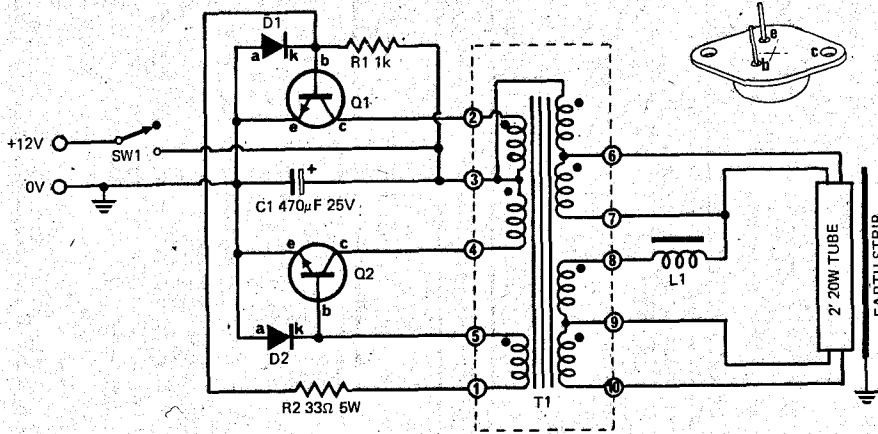 D1
a
k
R1 1k
b
Q1
e
c
+12V
SW1
0V
+
C1 470µF 25V
e
c
Q2
b
a
k
D2
R2 33Ω 5W
2
3
4
5
1
T1
6
7
8
9
10
L1
2' 20W TUBE
EARTH STRIP
e
b
c